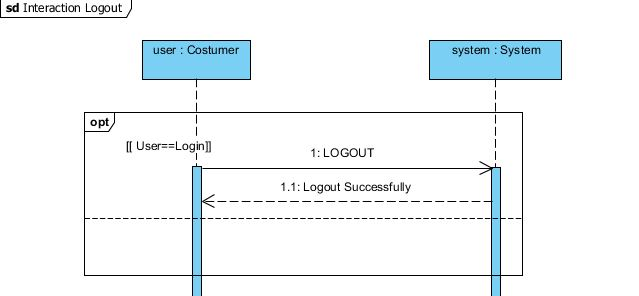 sd Interaction Logout
user : Costumer
system : System
opt
[[ User==Login]]
1: LOGOUT
1.1: Logout Successfully